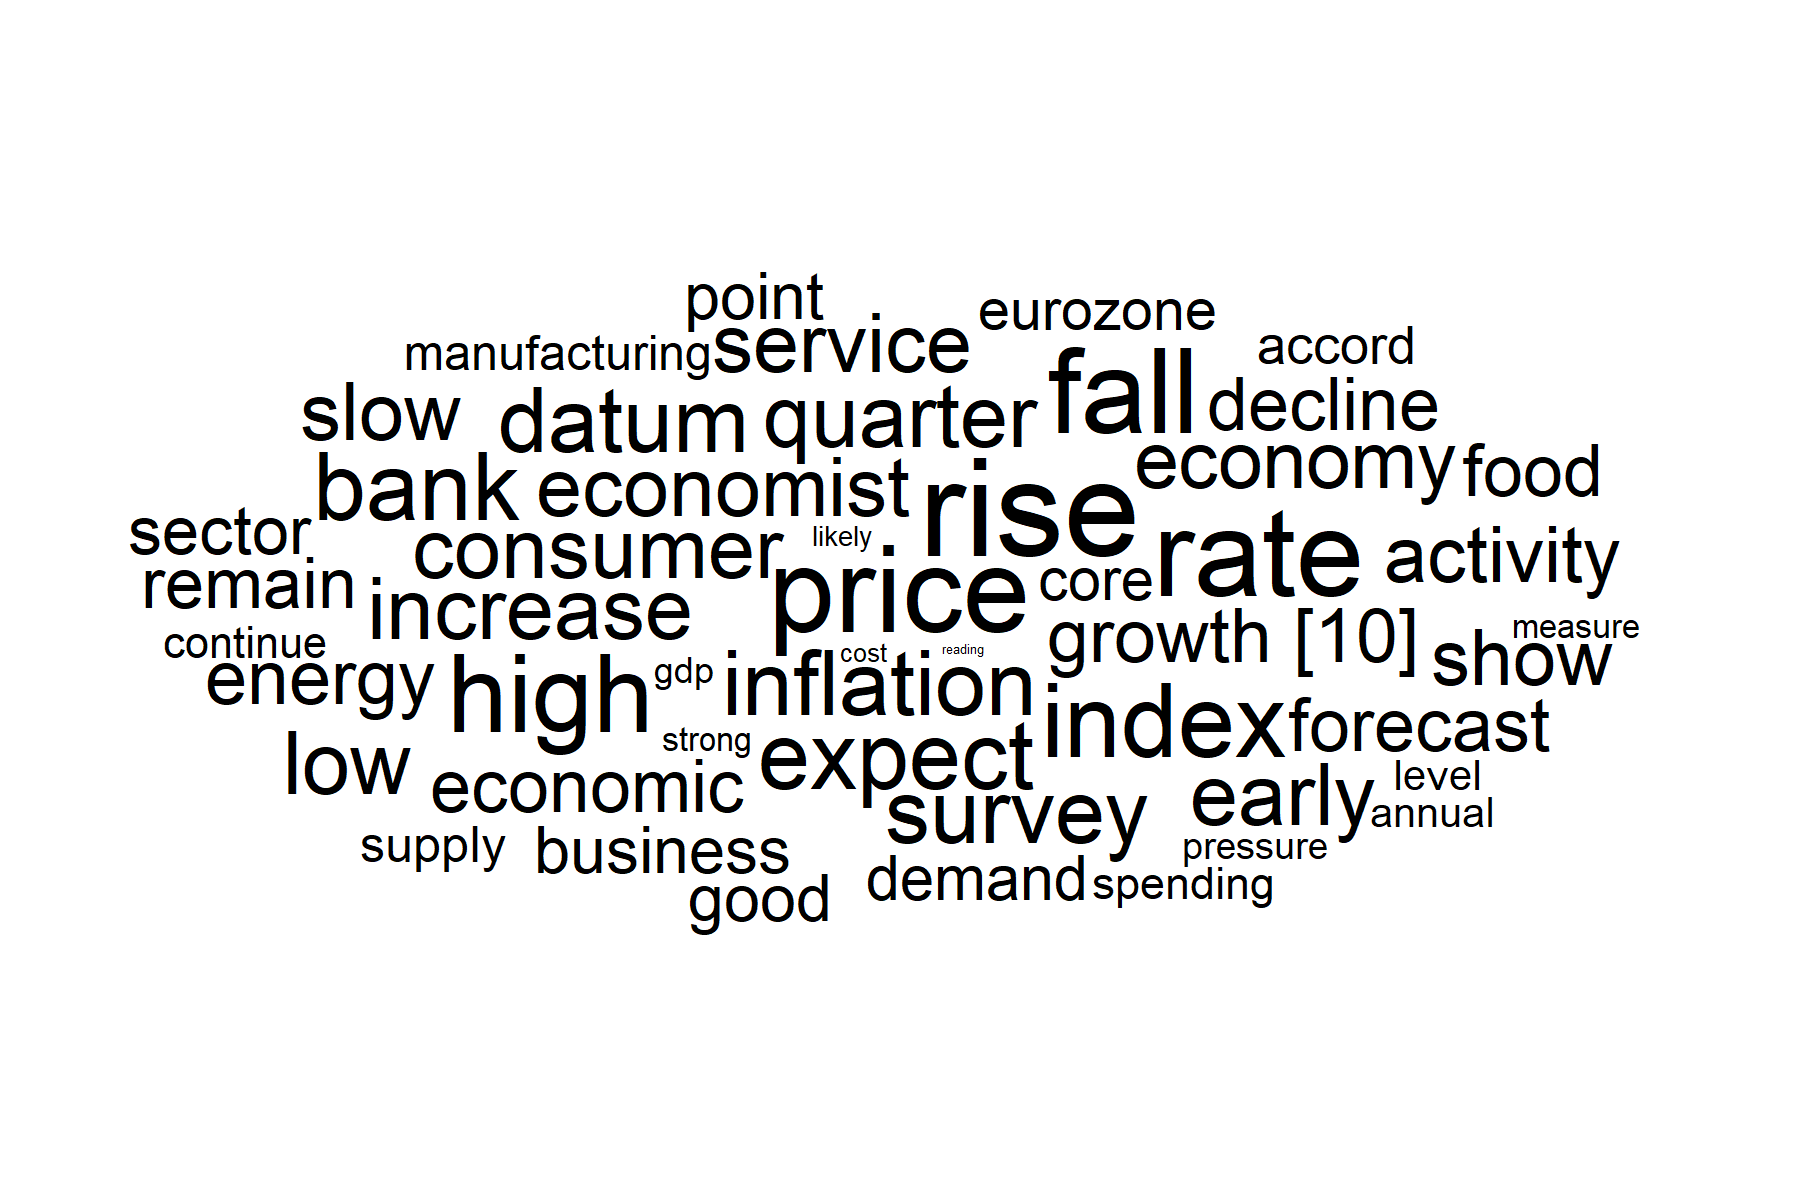 point
eurozone
manufacturing service
accord
slow datum quarter fall decline
bank economist rise economy food
sector consumer likely rate activity
remain increase price core
continue growth [10] measure
energy high gdp inflation cost reading show
low strong expect index forecast
economic survey early level
annual
supply business pressure
good demand spending